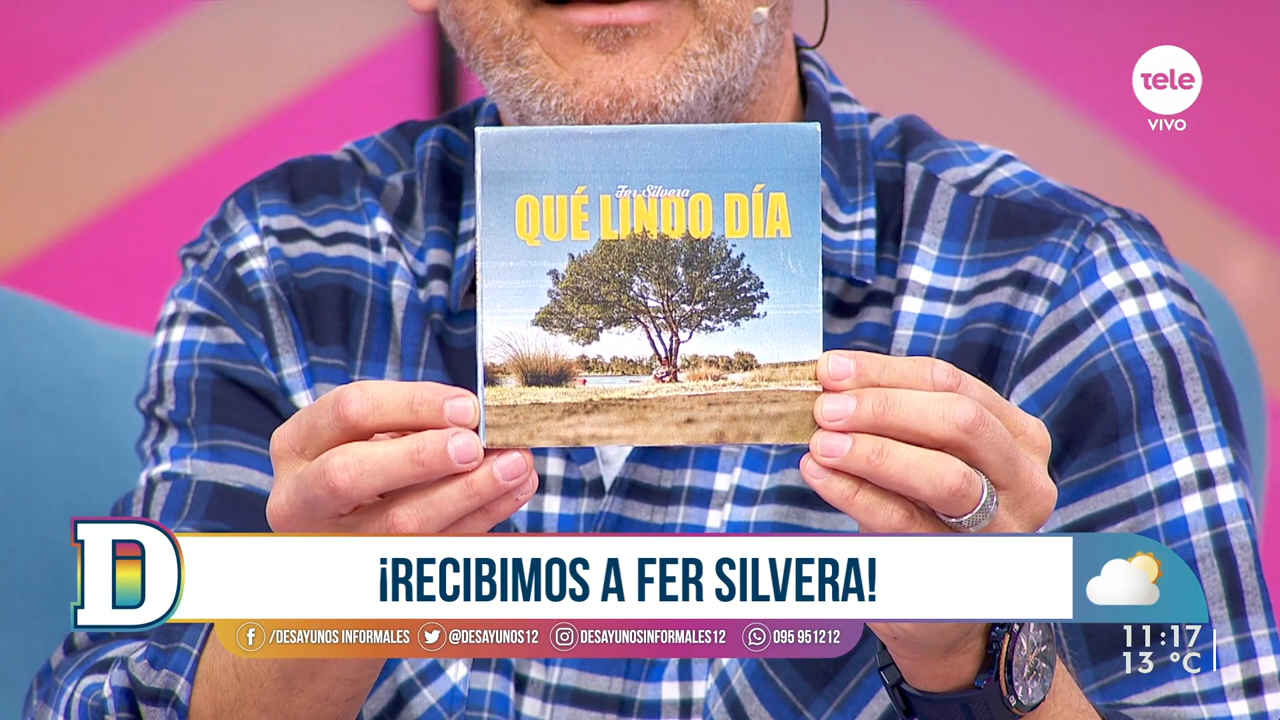 tele
VIVO
Fer Silvera
QUÉ LINDO DÍA
D
¡RECIBIMOS A FER SILVERA!
/DESAYUNOS INFORMALES @DESAYUNOS12 DESAYUNOSINFORMALES12 095 951212
11:17
13 °C